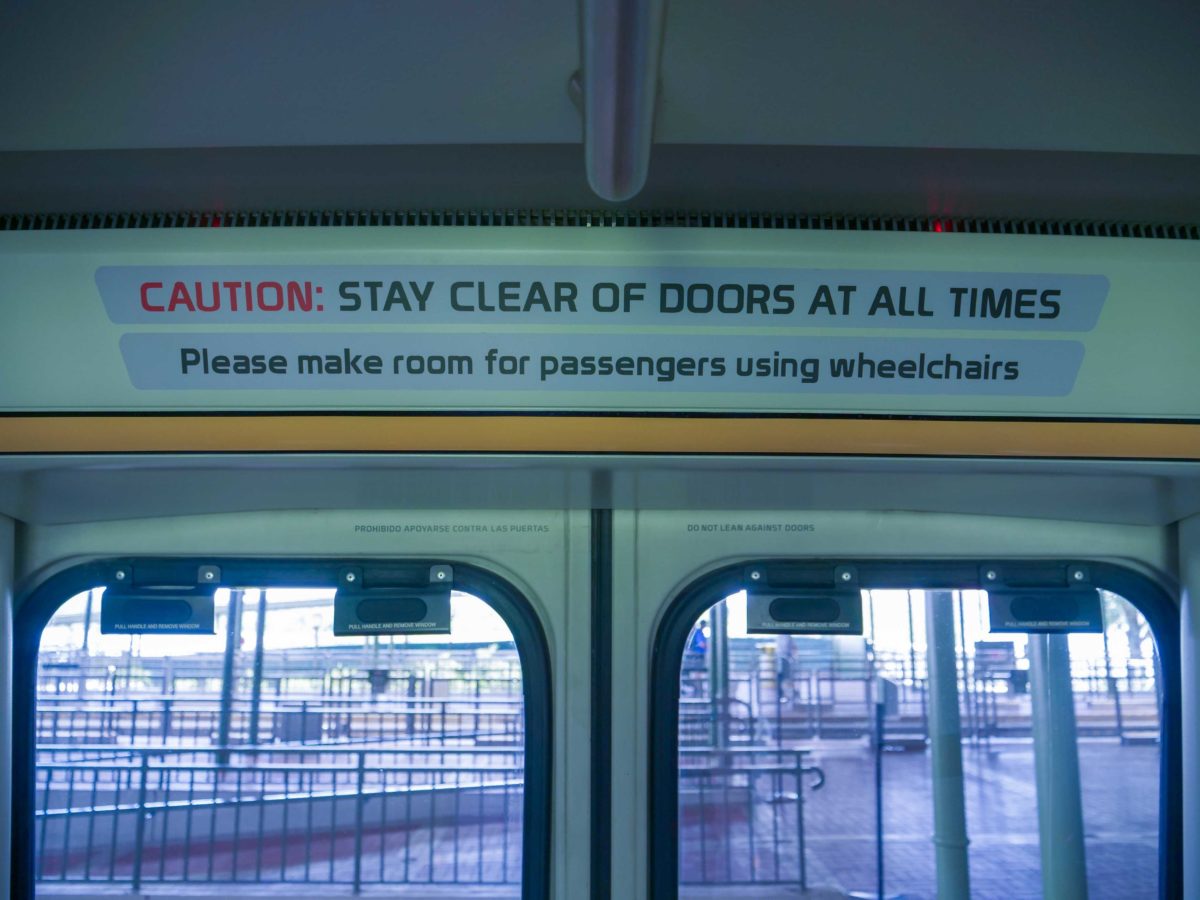 CAUTION: STAY CLEAR OF DOORS AT ALL TIMES
Please make room for passengers using wheelchairs
PROHIBIDO APOYARSE CONTRA LAS PUERTAS
DO NOT LEAN AGAINST DOORS
PULL HANDLE AND REMOVE WINDOW
PULL HANDLE AND REMOVE WINDOW
PULL HANDLE AND REMOVE WINDOW
PULL HANDLE AND REMOVE WINDOW